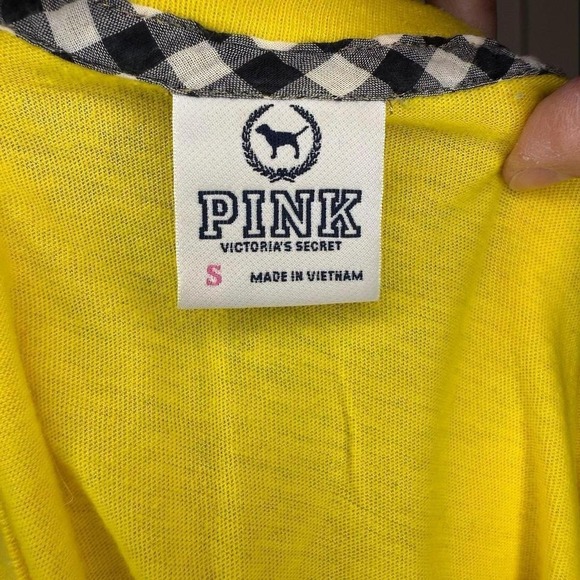 PINK
VICTORIA'S SECRET
S
MADE IN VIETNAM